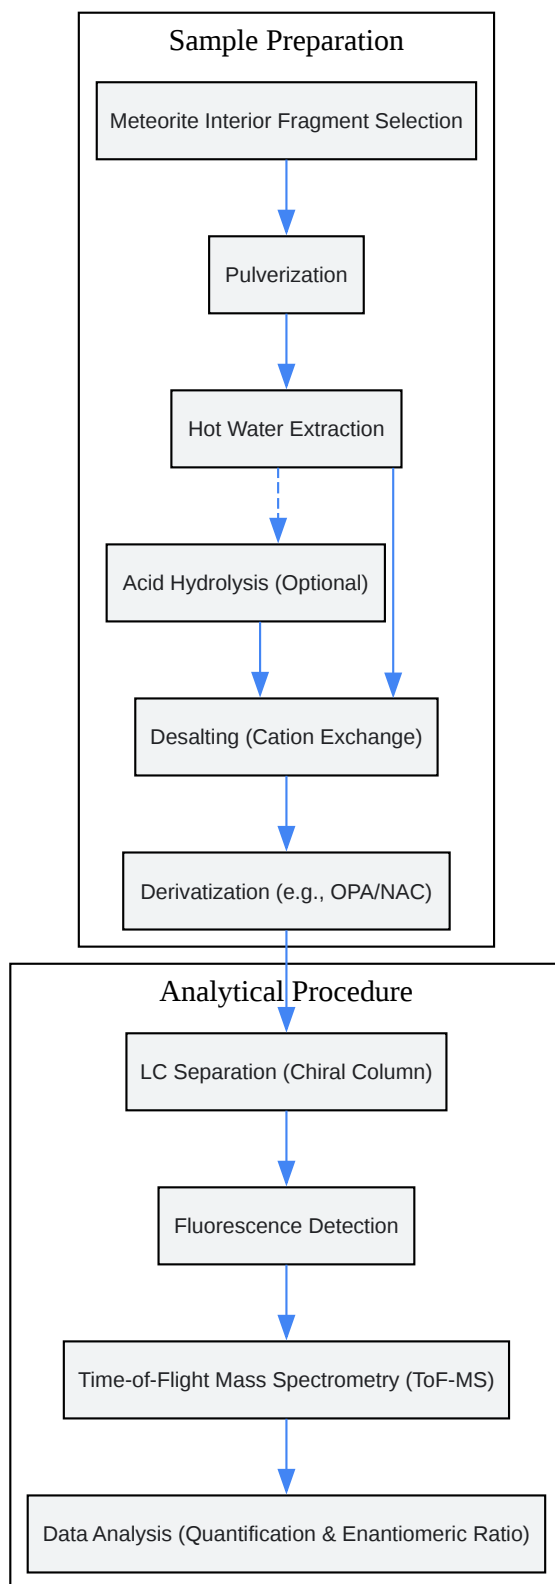 Sample Preparation
Meteorite Interior Fragment Selection
Pulverization
Hot Water Extraction
Acid Hydrolysis (Optional)
Desalting (Cation Exchange)
Derivatization (e.g., OPA/NAC)
Analytical Procedure
LC Separation (Chiral Column)
Fluorescence Detection
Time-of-Flight Mass Spectrometry (ToF-MS)
Data Analysis (Quantification & Enantiomeric Ratio)